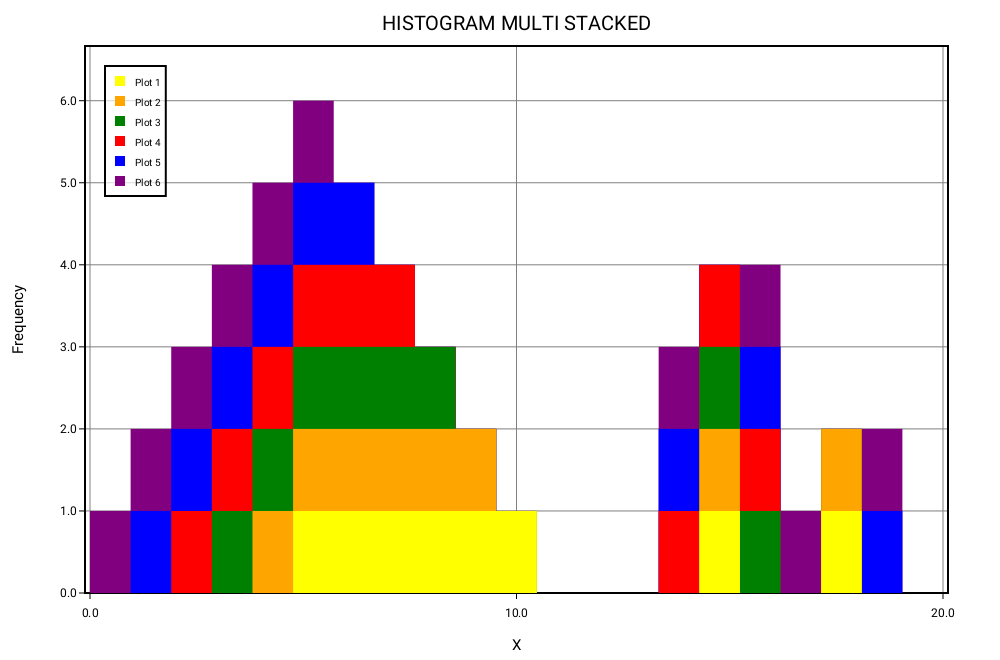 HISTOGRAM MULTI STACKED
Plot 1
Plot 2
Plot 3
Plot 4
Plot 5
Plot 6
6.0
5.0
4.0
3.0
2.0
1.0
0.0
Frequency
0.0 10.0 20.0
X